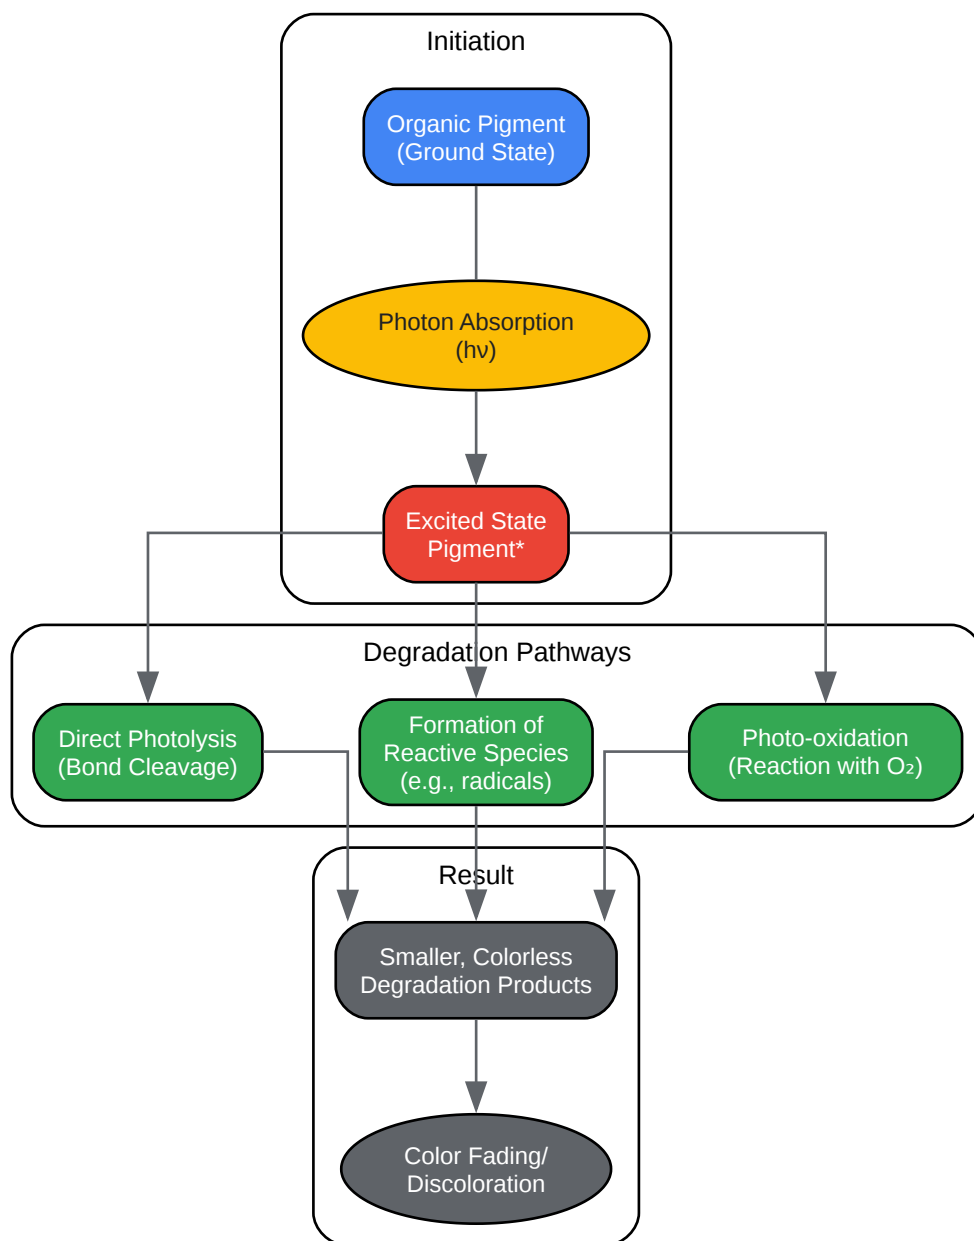 Initiation
Organic Pigment
(Ground State)
Photon Absorption
(hν)
Excited State
Pigment*
Degradation Pathways
Direct Photolysis
(Bond Cleavage)
Formation of
Reactive Species
(e.g., radicals)
Photo-oxidation
(Reaction with O₂)
Result
Smaller, Colorless
Degradation Products
Color Fading/
Discoloration